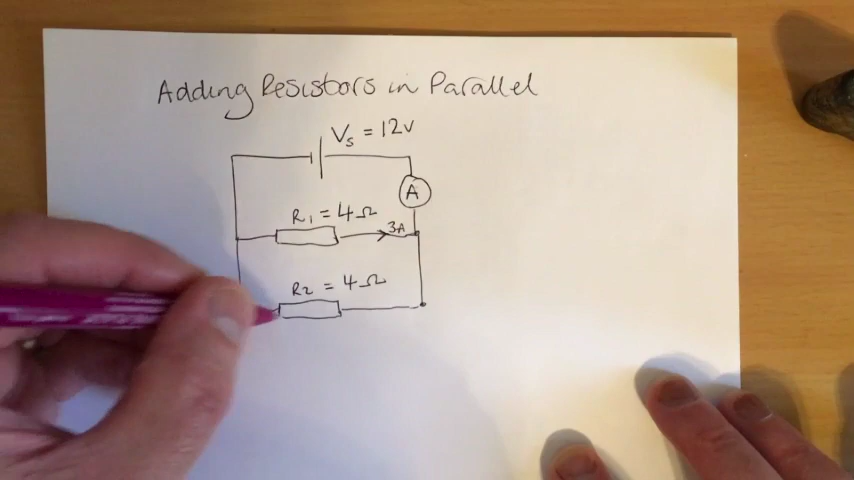 Adding Resistors in Parallel
Vs = 12v
A
R1 = 4Ω
3A
R2 = 4Ω